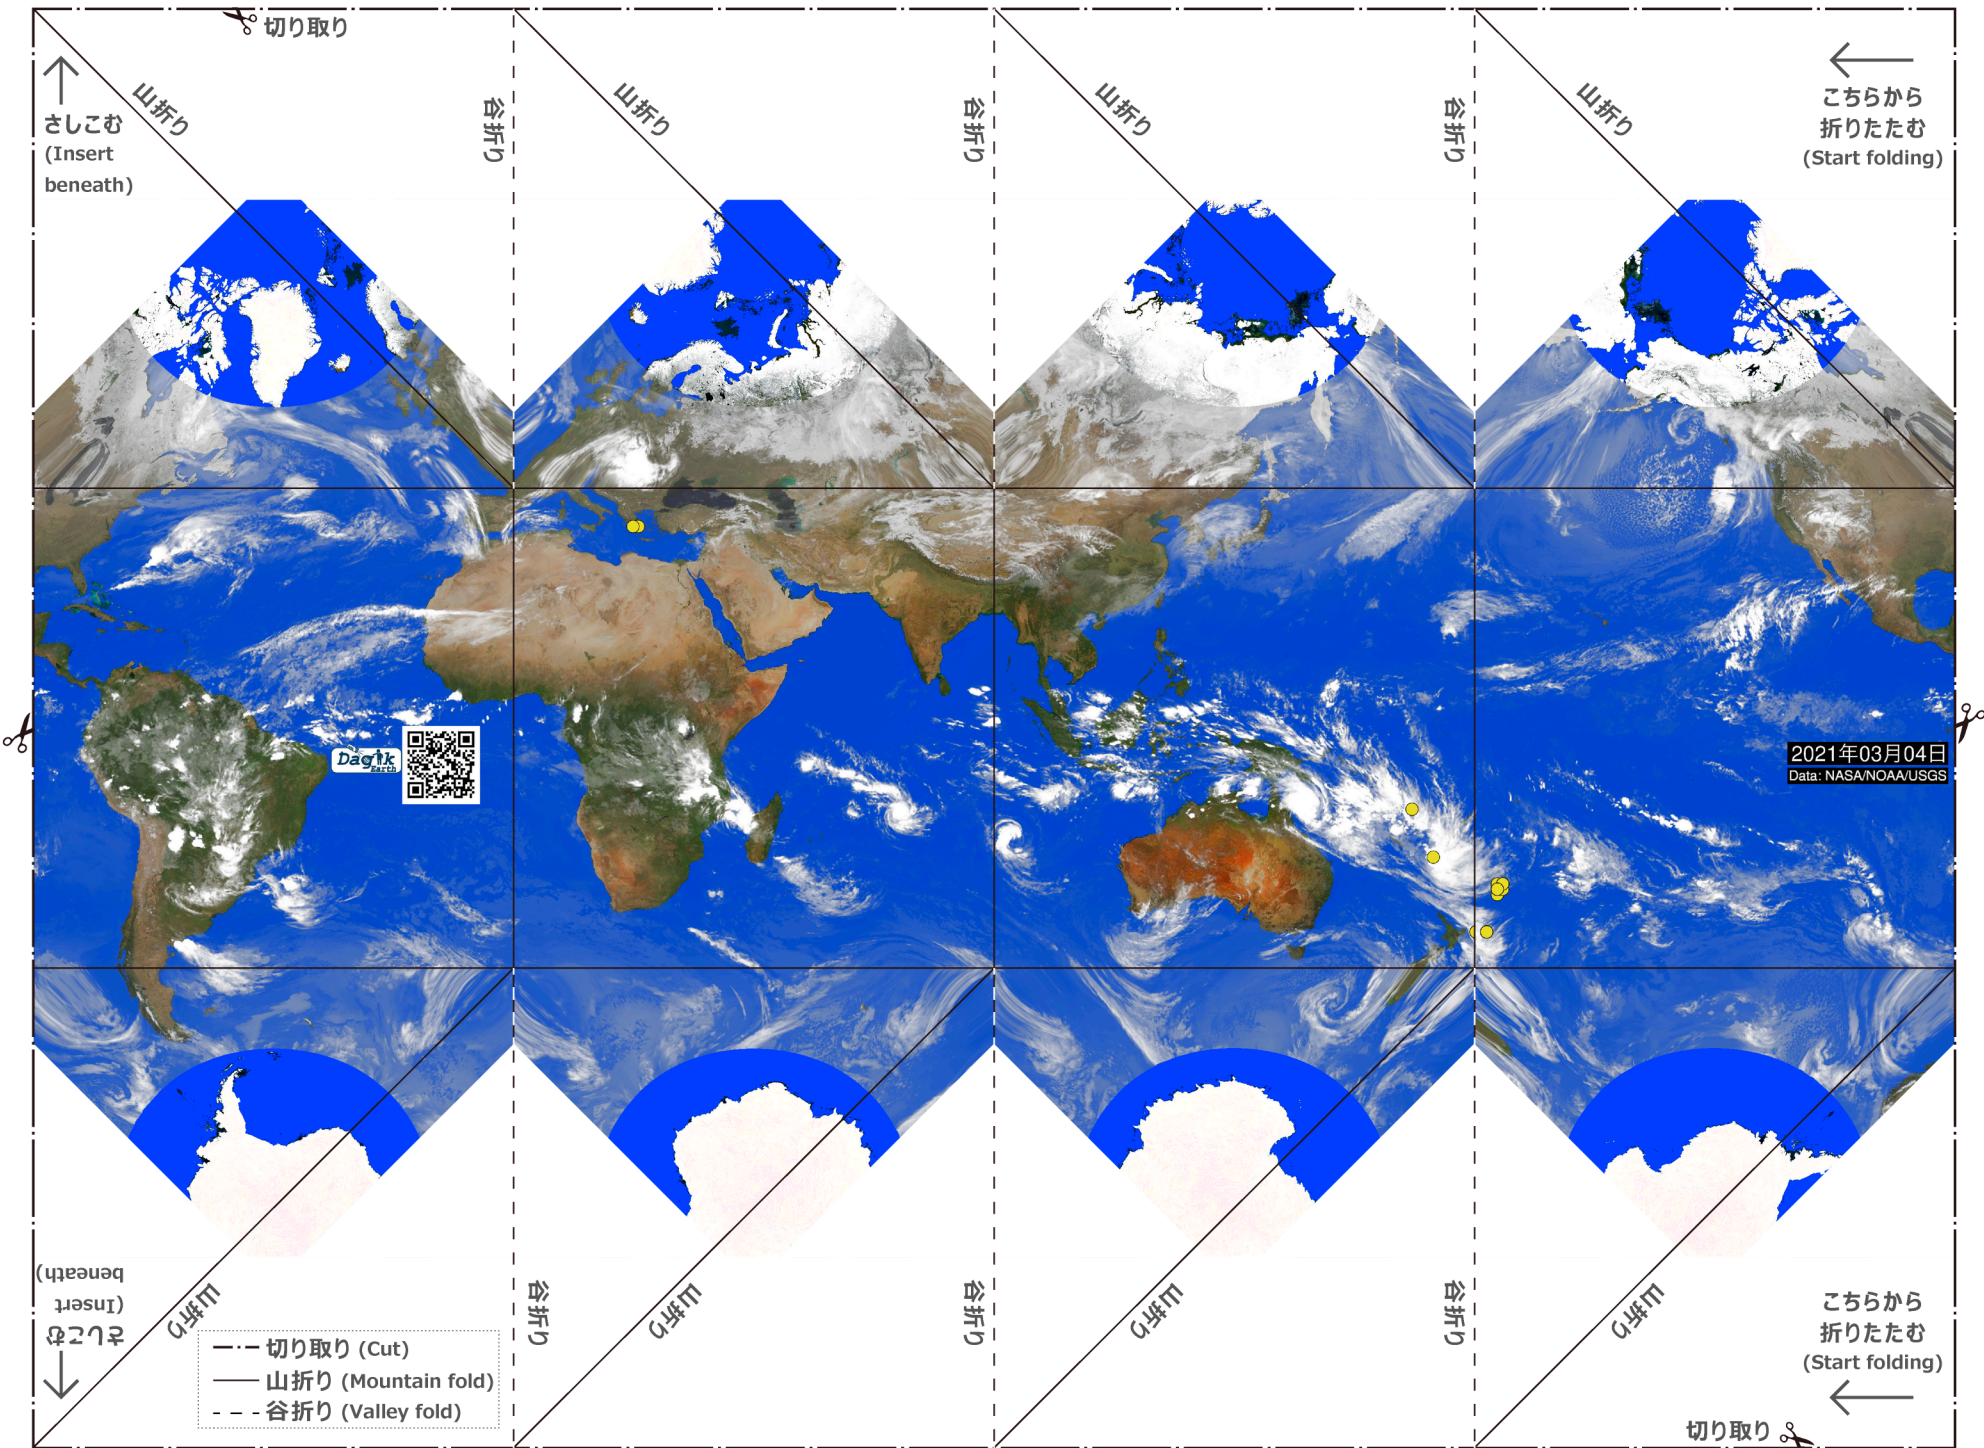 切り取り
さしこむ
(Insert
beneath)
山折り
谷折り
山折り
谷折り
山折り
谷折り
山折り
こちらから
折りたたむ
(Start folding)
Dagik
Earth
2021年03月04日
Data: NASA/NOAA/USGS
さしこむ
(Insert
beneath)
山折り
谷折り
山折り
谷折り
山折り
谷折り
山折り
こちらから
折りたたむ
(Start folding)
切り取り (Cut)
山折り (Mountain fold)
谷折り (Valley fold)
切り取り